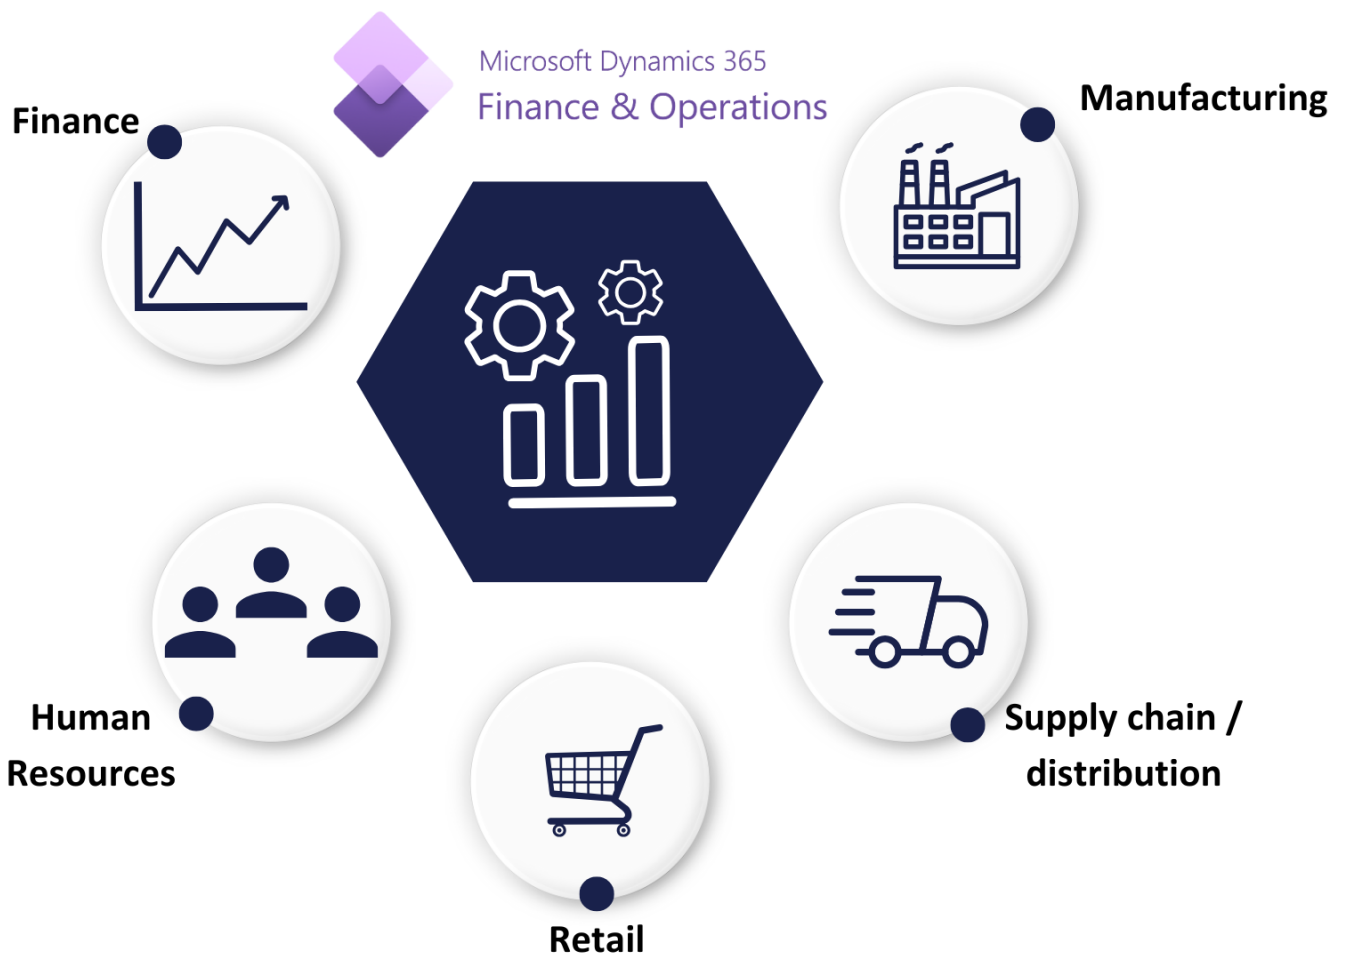 Microsoft Dynamics 365
Finance & Operations
Finance
Manufacturing
Human
Resources
Supply chain /
distribution
Retail